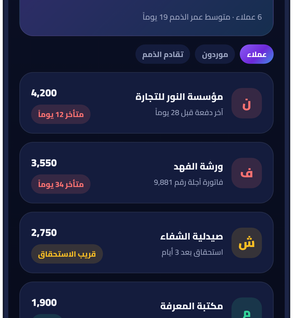 6 عملاء · متوسط عمر الذمم 19 يوماً
عملاء
موردون
تقادم الذمم
ن
مؤسسة النور للتجارة
4,200
آخر دفعة قبل 28 يوماً
متأخر 12 يوماً
ف
ورشة الفهد
3,550
فاتورة آجلة رقم 9,881
متأخر 34 يوماً
ش
صيدلية الشفاء
2,750
استحقاق بعد 3 أيام
قريب الاستحقاق
م
مكتبة المعرفة
1,900